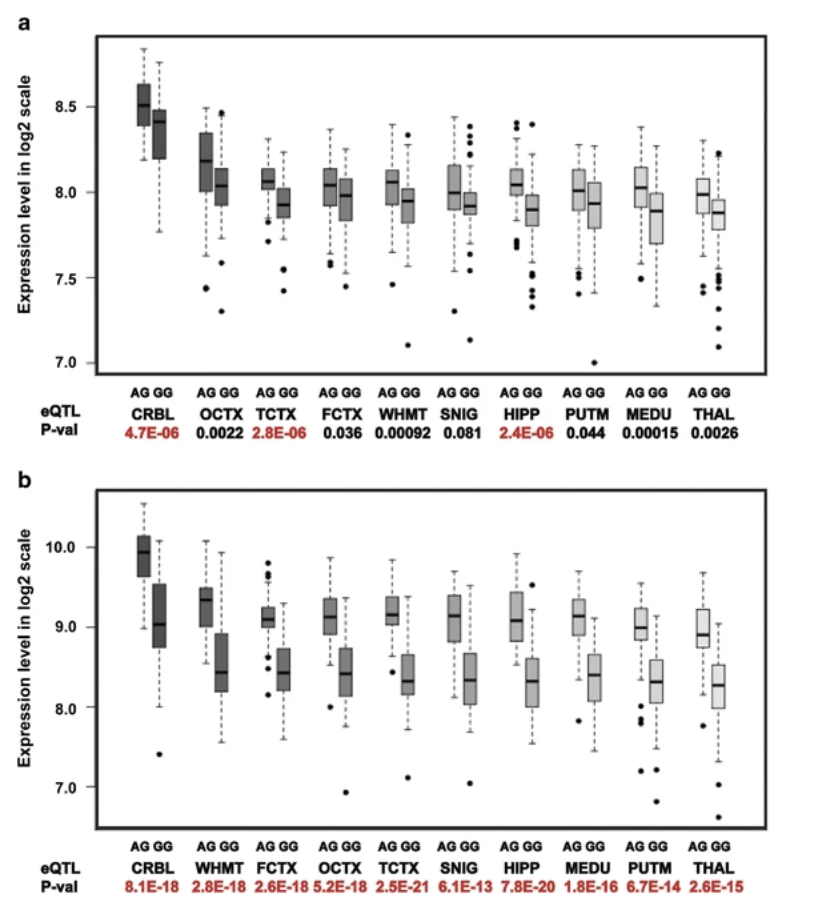 a
Expression level in log2 scale
8.5
8.0
7.5
7.0
AG GG AG GG AG GG AG GG AG GG AG GG AG GG AG GG AG GG AG GG
eQTL CRBL OCTX TCTX FCTX WHMT SNIG HIPP PUTM MEDU THAL
P-val 4.7E-06 0.0022 2.8E-06 0.036 0.00092 0.081 2.4E-06 0.044 0.00015 0.0026
b
Expression level in log2 scale
10.0
9.0
8.0
7.0
AG GG AG GG AG GG AG GG AG GG AG GG AG GG AG GG AG GG AG GG
eQTL CRBL WHMT FCTX OCTX TCTX SNIG HIPP MEDU PUTM THAL
P-val 8.1E-18 2.8E-18 2.6E-18 5.2E-18 2.5E-21 6.1E-13 7.8E-20 1.8E-16 6.7E-14 2.6E-15